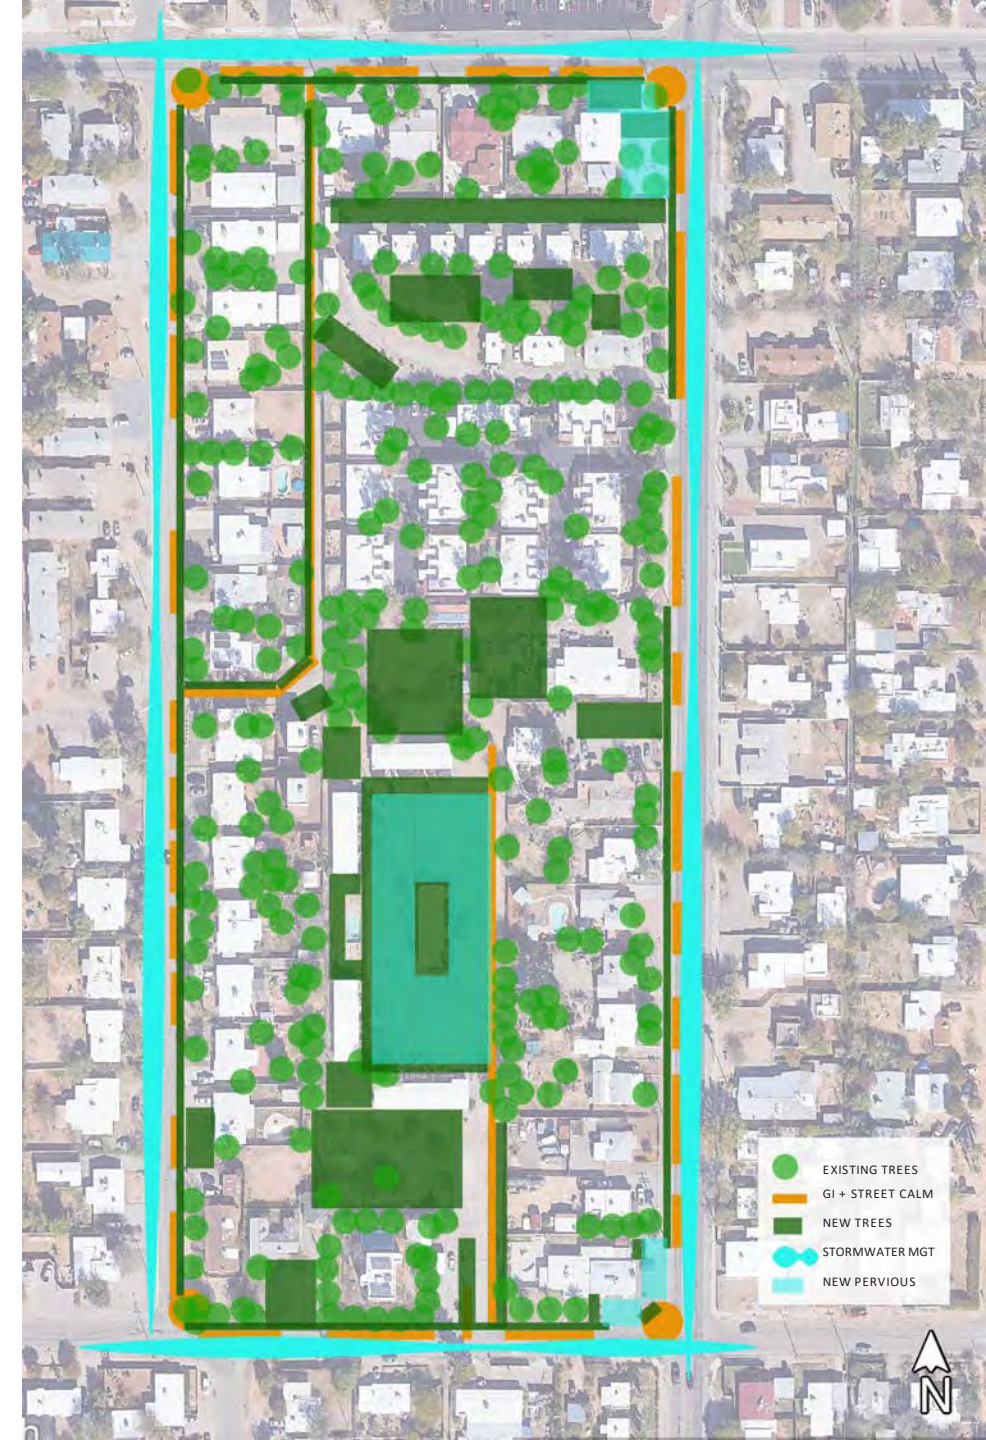 EXISTING TREES
GI + STREET CALM
NEW TREES
STORMWATER MGT
NEW PERVIOUS
N